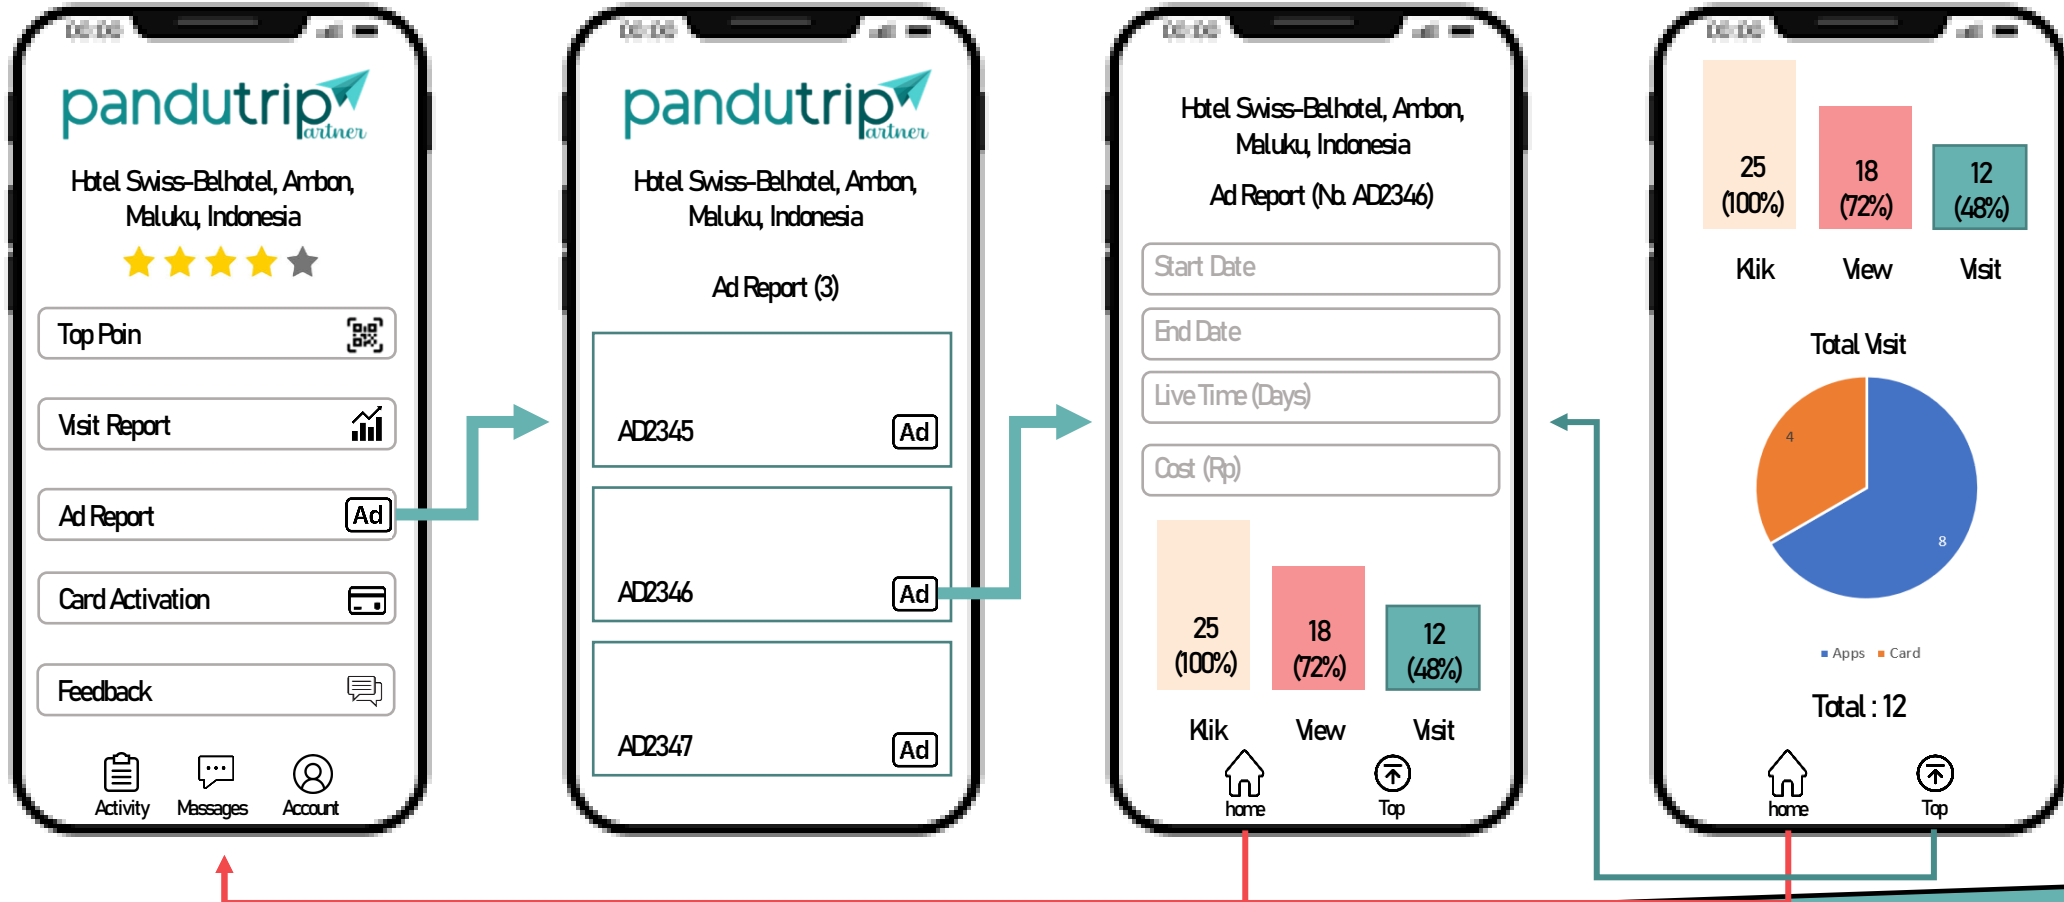 00:00
pandutrip
artner
Hotel Swiss-Belhotel, Ambon,
Maluku, Indonesia
Top Poin
Visit Report
Ad Report
Ad
Card Activation
Feedback
Activity
Massages
Account
00:00
pandutrip
artner
Hotel Swiss-Belhotel, Ambon,
Maluku, Indonesia
Ad Report (3)
AD2345
Ad
AD2346
Ad
AD2347
Ad
00:00
Hotel Swiss-Belhotel, Ambon,
Maluku, Indonesia
Ad Report (No. AD2346)
Start Date
End Date
Live Time (Days)
Cost (Rp)
25
(100%)
18
(72%)
12
(48%)
Klik
View
Visit
home
Top
00:00
25
(100%)
18
(72%)
12
(48%)
Klik
View
Visit
Total Visit
4
8
Apps
Card
Total : 12
home
Top